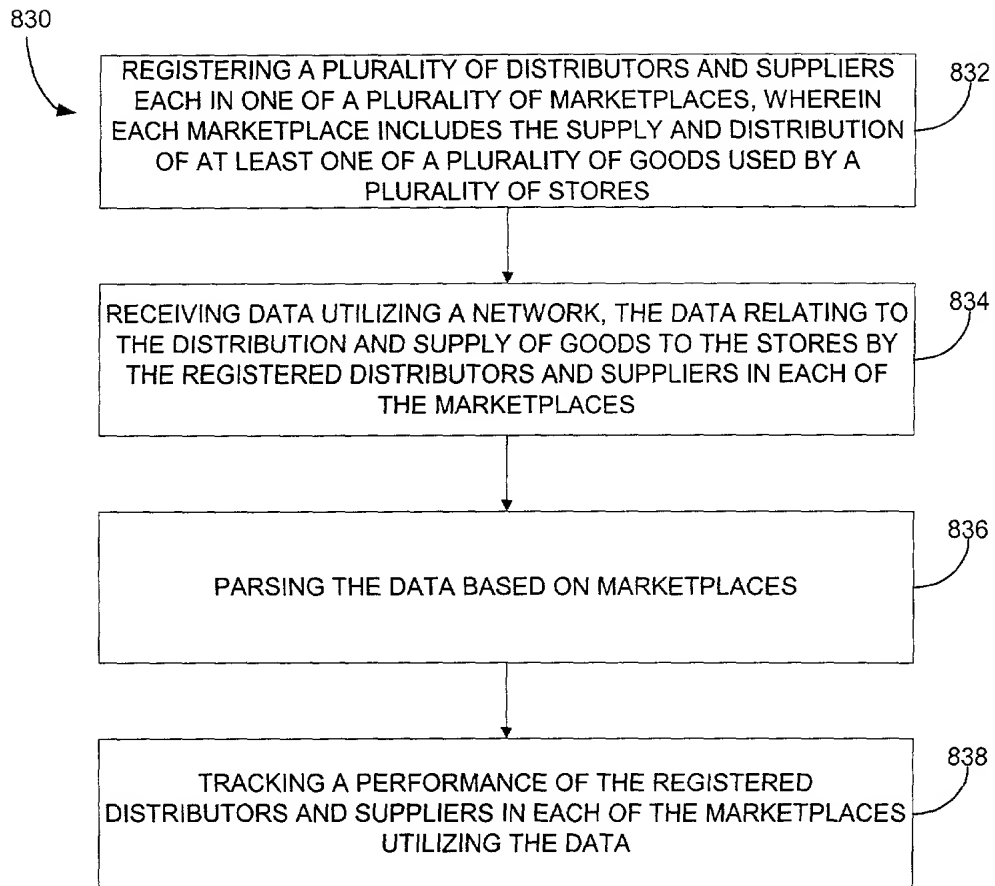 830
REGISTERING A PLURALITY OF DISTRIBUTORS AND SUPPLIERS
EACH IN ONE OF A PLURALITY OF MARKETPLACES, WHEREIN
EACH MARKETPLACE INCLUDES THE SUPPLY AND DISTRIBUTION
OF AT LEAST ONE OF A PLURALITY OF GOODS USED BY A
PLURALITY OF STORES
832
RECEIVING DATA UTILIZING A NETWORK, THE DATA RELATING TO
THE DISTRIBUTION AND SUPPLY OF GOODS TO THE STORES BY
THE REGISTERED DISTRIBUTORS AND SUPPLIERS IN EACH OF
THE MARKETPLACES
834
PARSING THE DATA BASED ON MARKETPLACES
836
TRACKING A PERFORMANCE OF THE REGISTERED
DISTRIBUTORS AND SUPPLIERS IN EACH OF THE MARKETPLACES
UTILIZING THE DATA
838